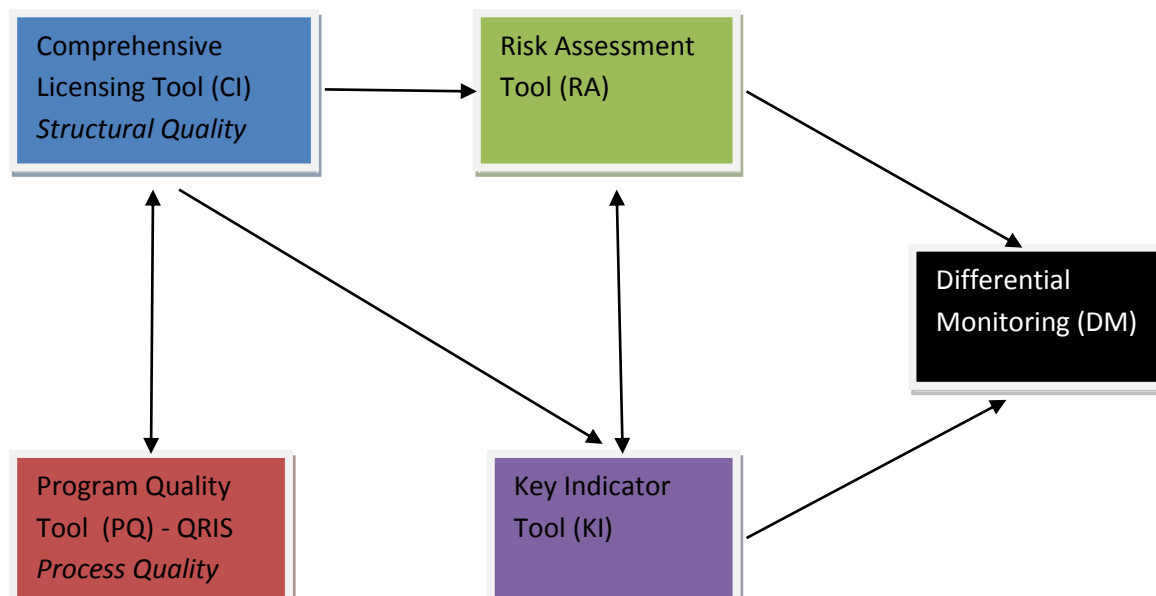 Comprehensive
Licensing Tool (CI)
Structural Quality
Risk Assessment
Tool (RA)
Differential
Monitoring (DM)
Program Quality
Tool  (PQ) - QRIS
Process Quality
Key Indicator
Tool (KI)